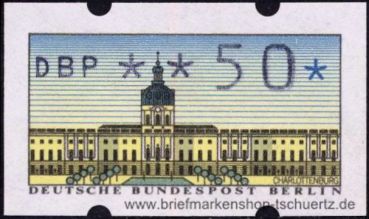 DBP ** 50*
CHARLOTTENBURG
DEUTSCHE BUNDESPOST BERLIN
www.briefmarkenshop-tschuertz.de